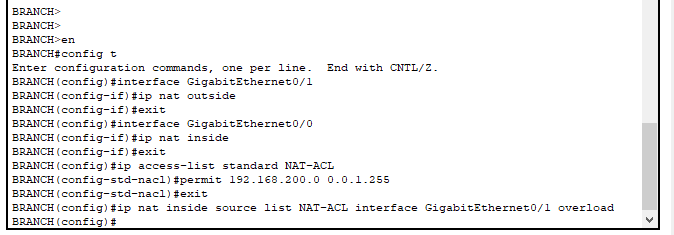 BRANCH>
BRANCH>
BRANCH>en
BRANCH#config t
Enter configuration commands, one per line.  End with CNTL/Z.
BRANCH(config)#interface GigabitEthernet0/1
BRANCH(config-if)#ip nat outside
BRANCH(config-if)#exit
BRANCH(config)#interface GigabitEthernet0/0
BRANCH(config-if)#ip nat inside
BRANCH(config-if)#exit
BRANCH(config)#ip access-list standard NAT-ACL
BRANCH(config-std-nacl)#permit 192.168.200.0 0.0.1.255
BRANCH(config-std-nacl)#exit
BRANCH(config)#ip nat inside source list NAT-ACL interface GigabitEthernet0/1 overload
BRANCH(config)#